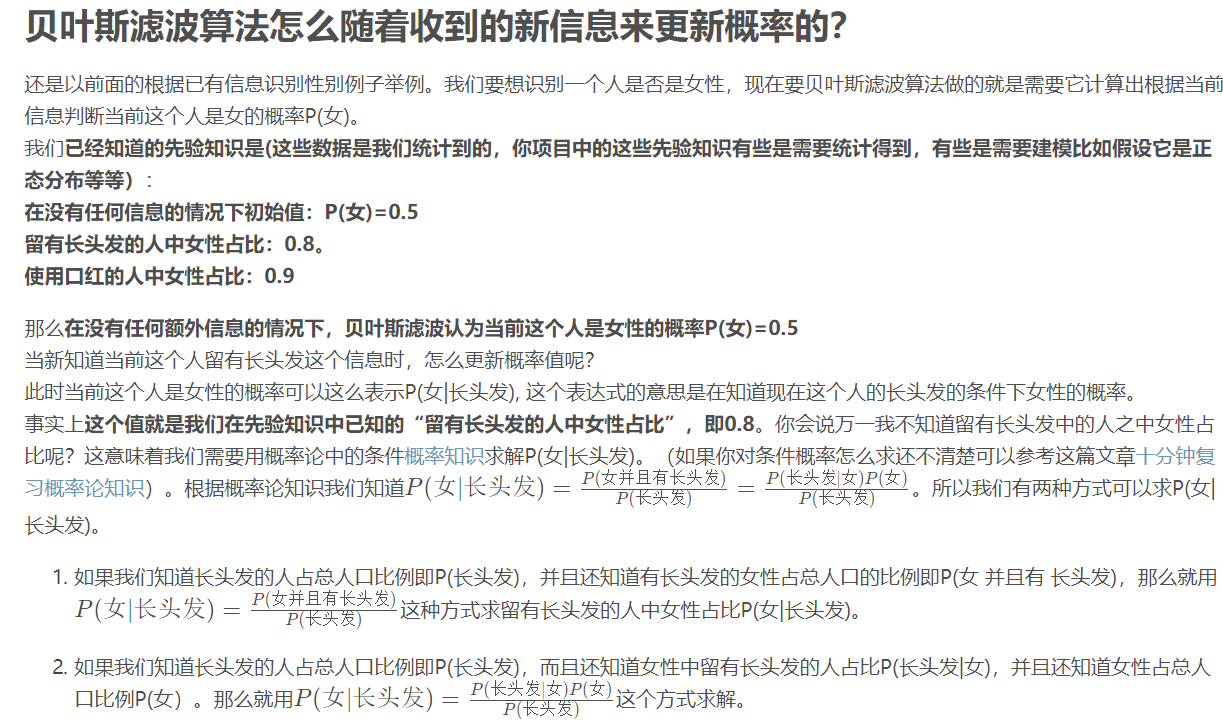 贝叶斯滤波算法怎么随着收到的新信息来更新概率的？
还是以前面的根据已有信息识别性别例子举例。我们要想识别一个人是否是女性，现在要贝叶斯滤波算法做的就是需要它计算出根据当前
信息判断当前这个人是女的概率P(女)。
我们已经知道的先验知识是(这些数据是我们统计到的，你项目中的这些先验知识有些是需要统计得到，有些是需要建模比如假设它是正
态分布等等）：
在没有任何信息的情况下初始值：P(女)=0.5
留有长头发的人中女性占比：0.8。
使用口红的人中女性占比：0.9
那么在没有任何额外信息的情况下，贝叶斯滤波认为当前这个人是女性的概率P(女)=0.5
当新知道当前这个人留有长头发这个信息时，怎么更新概率值呢？
此时当前这个人是女性的概率可以这么表示P(女|长头发), 这个表达式的意思是在知道现在这个人的长头发的条件下女性的概率。
事实上这个值就是我们在先验知识中已知的“留有长头发的人中女性占比”，即0.8。你会说万一我不知道留有长头发中的人之中女性占
比呢？这意味着我们需要用概率论中的条件概率知识求解P(女|长头发)。（如果你对条件概率怎么求还不清楚可以参考这篇文章十分钟复
习概率论知识）。根据概率论知识我们知道P(女|长头发) = P(女并且有长头发)/P(长头发) = P(长头发|女)P(女)/P(长头发)。所以我们有两种方式可以求P(女|
长头发)。
1. 如果我们知道长头发的人占总人口比例即P(长头发)，并且还知道有长头发的女性占总人口的比例即P(女 并且有 长头发)，那么就用
P(女|长头发) = P(女并且有长头发)/P(长头发)这种方式求留有长头发的人中女性占比P(女|长头发)。
2. 如果我们知道长头发的人占总人口比例即P(长头发)，而且还知道女性中留有长头发的人占比P(长头发|女)，并且还知道女性占总人
口比例P(女）。那么就用P(女|长头发) = P(长头发|女)P(女)/P(长头发)这个方式求解。